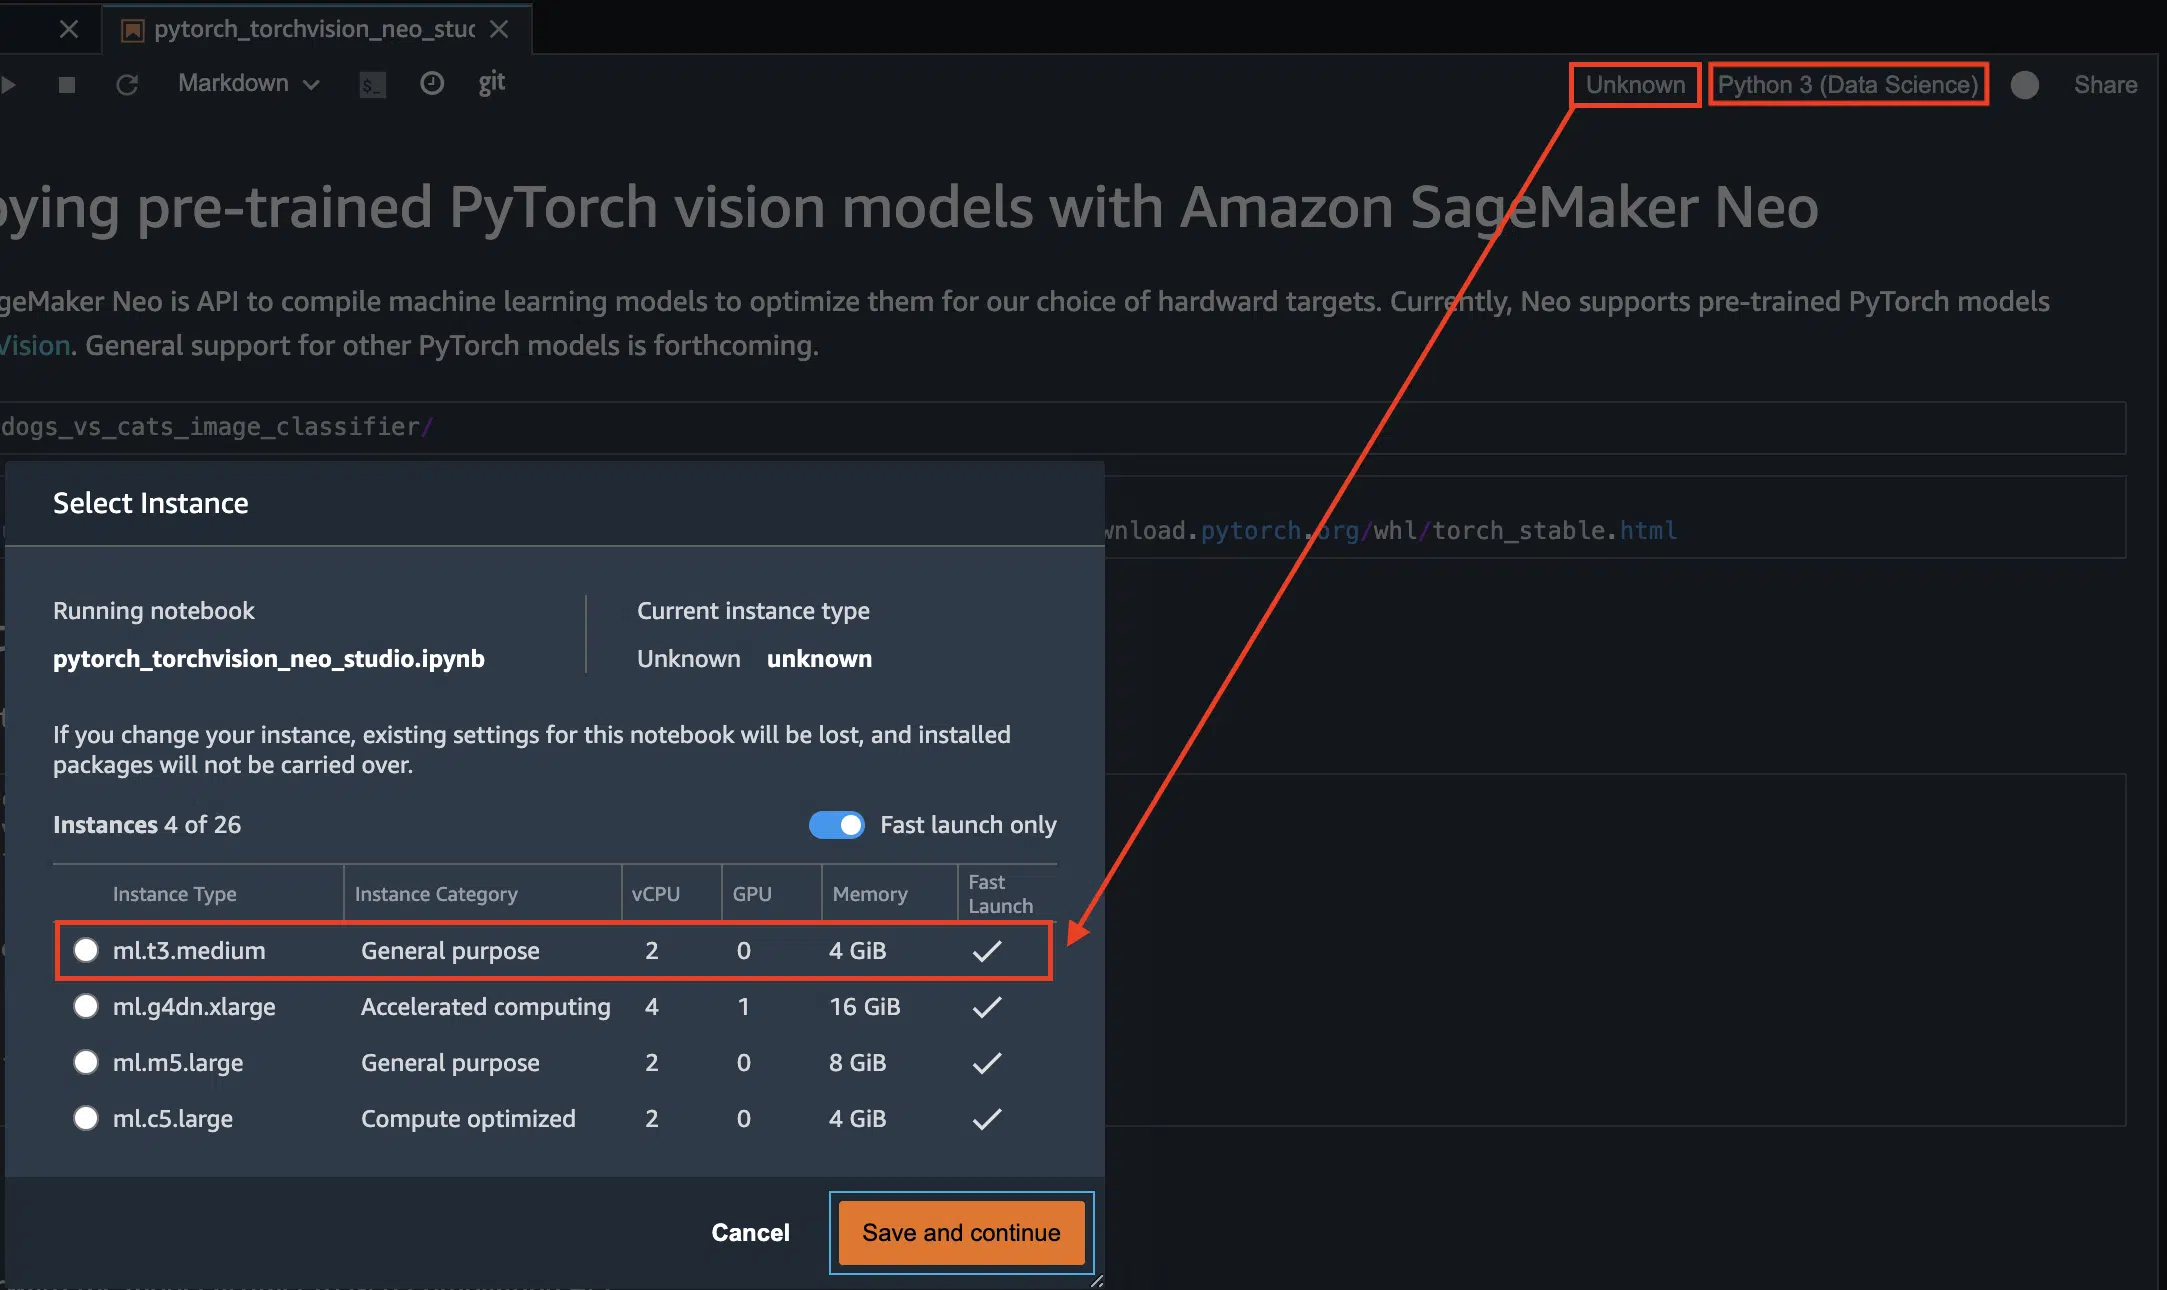 pytorch_torchvision_neo_stuc
Markdown
$_
git
Unknown
Python 3 (Data Science)
Share
ying pre-trained PyTorch vision models with Amazon SageMaker Neo
geMaker Neo is API to compile machine learning models to optimize them for our choice of hardware targets. Currently, Neo supports pre-trained PyTorch models
Vision. General support for other PyTorch models is forthcoming.
dogs_vs_cats_image_classifier/
wnload.pytorch.org/whl/torch_stable.html
Select Instance
Running notebook
pytorch_torchvision_neo_studio.ipynb
Current instance type
Unknown unknown
If you change your instance, existing settings for this notebook will be lost, and installed
packages will not be carried over.
Instances 4 of 26
Fast launch only
Instance Type Instance Category vCPU GPU Memory Fast Launch
ml.t3.medium General purpose 2 0 4 GiB
ml.g4dn.xlarge Accelerated computing 4 1 16 GiB
ml.m5.large General purpose 2 0 8 GiB
ml.c5.large Compute optimized 2 0 4 GiB
Cancel
Save and continue